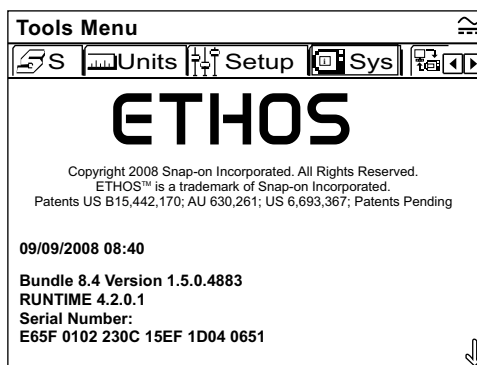 Tools Menu
S Units Setup Sys
ETHOS
Copyright 2008 Snap-on Incorporated. All Rights Reserved.
ETHOS™ is a trademark of Snap-on Incorporated.
Patents US B15,442,170; AU 630,261; US 6,693,367; Patents Pending
09/09/2008 08:40
Bundle 8.4 Version 1.5.0.4883
RUNTIME 4.2.0.1
Serial Number:
E65F 0102 230C 15EF 1D04 0651